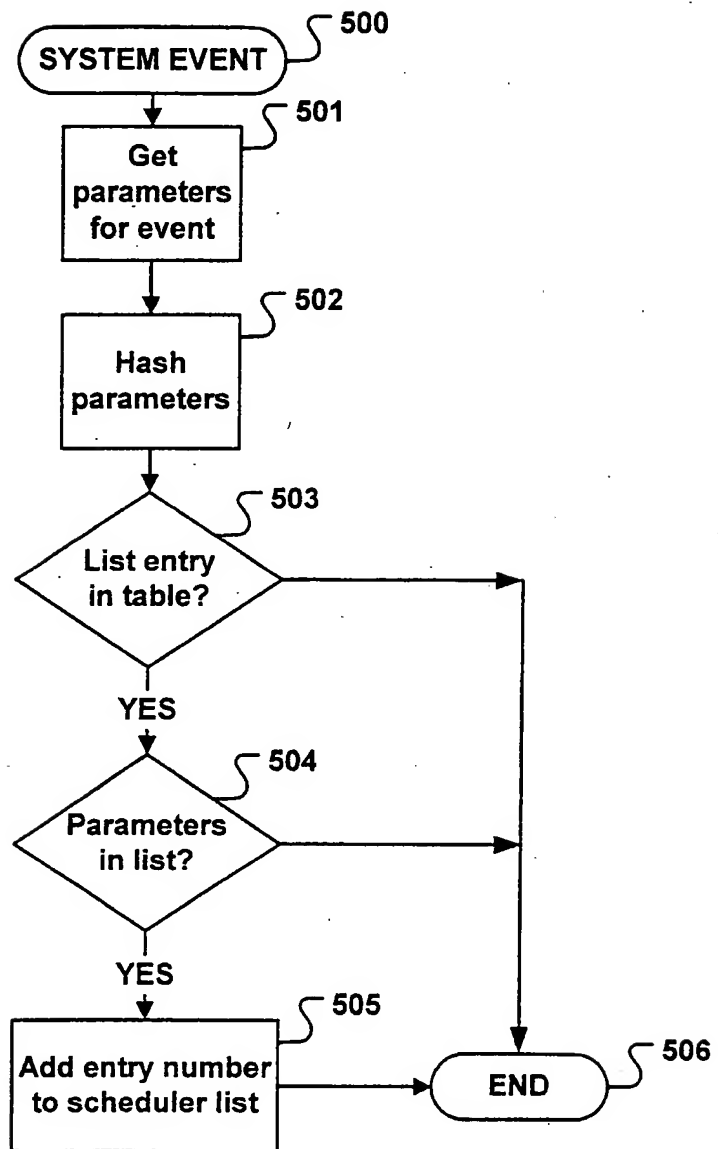 500
SYSTEM EVENT
501
Get
parameters
for event
502
Hash
parameters
503
List entry
in table?
YES
504
Parameters
in list?
YES
505
Add entry number
to scheduler list
506
END